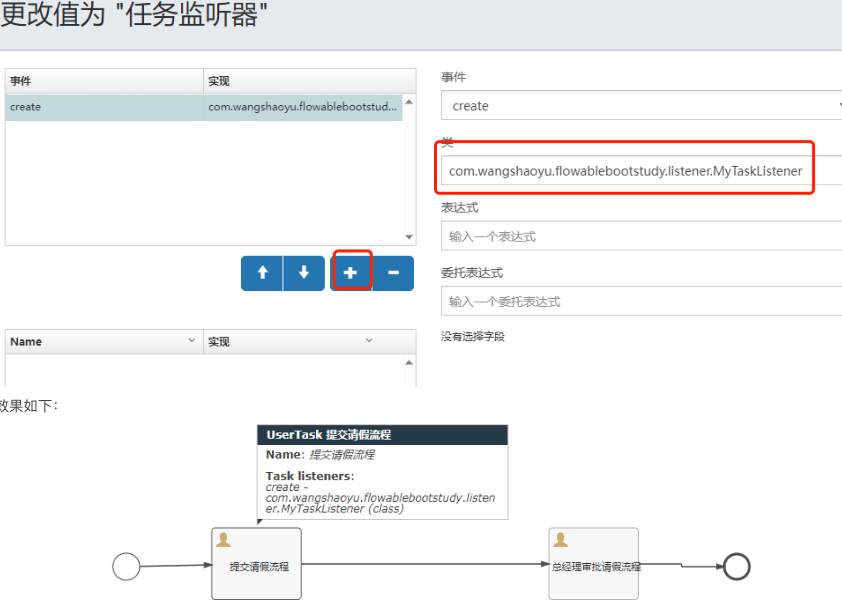 更改值为 "任务监听器"
事件 实现
create com.wangshaoyu.flowablebootstud...
事件
create
类
com.wangshaoyu.flowablebootstudy.listener.MyTaskListener
表达式
输入一个表达式
委托表达式
输入一个委托表达式
没有选择字段
Name 实现
效果如下：
UserTask 提交请假流程
Name: 提交请假流程
Task listeners:
create -
com.wangshaoyu.flowablebootstudy.listen
er.MyTaskListener (class)
提交请假流程
总经理审批请假流程